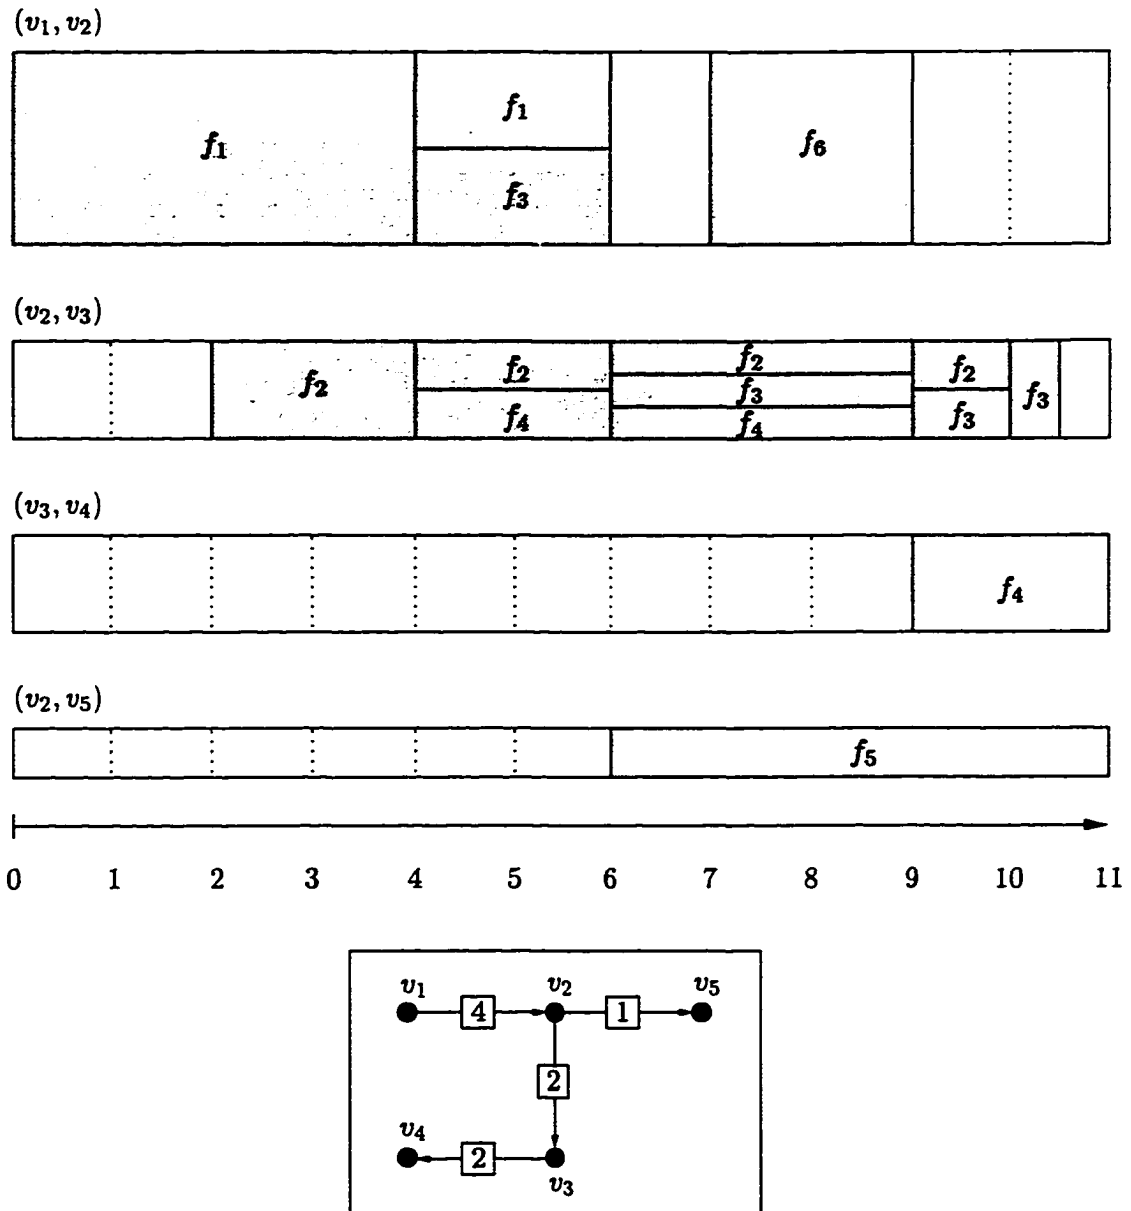 (v₁, v₂)
f₁ f₁ f₆
f₃
(v₂, v₃)
f₂ f₂ f₂ f₂ f₃
f₃
f₄ f₄ f₃
(v₃, v₄)
f₄
(v₂, v₅)
f₅
0 1 2 3 4 5 6 7 8 9 10 11
v₁ v₂ v₅
4 1
2
v₄
2
v₃